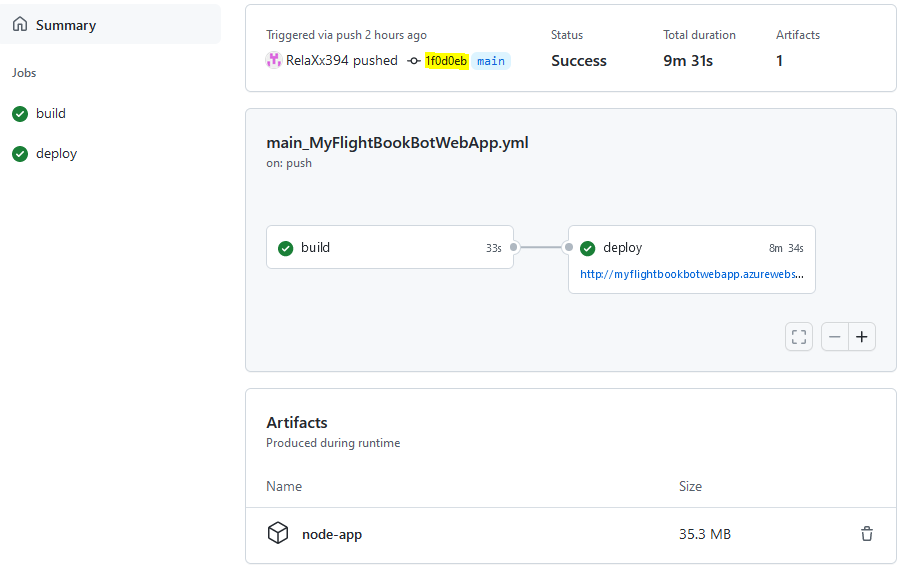 Summary
Jobs
build
deploy
Triggered via push 2 hours ago
RelaXx394 pushed 1f0d0eb main
Status
Success
Total duration
9m 31s
Artifacts
1
main_MyFlightBookBotWebApp.yml
on: push
build 33s
deploy 8m 34s
http://myflightbookbotwebapp.azurewebs...
Artifacts
Produced during runtime
Name Size
node-app 35.3 MB